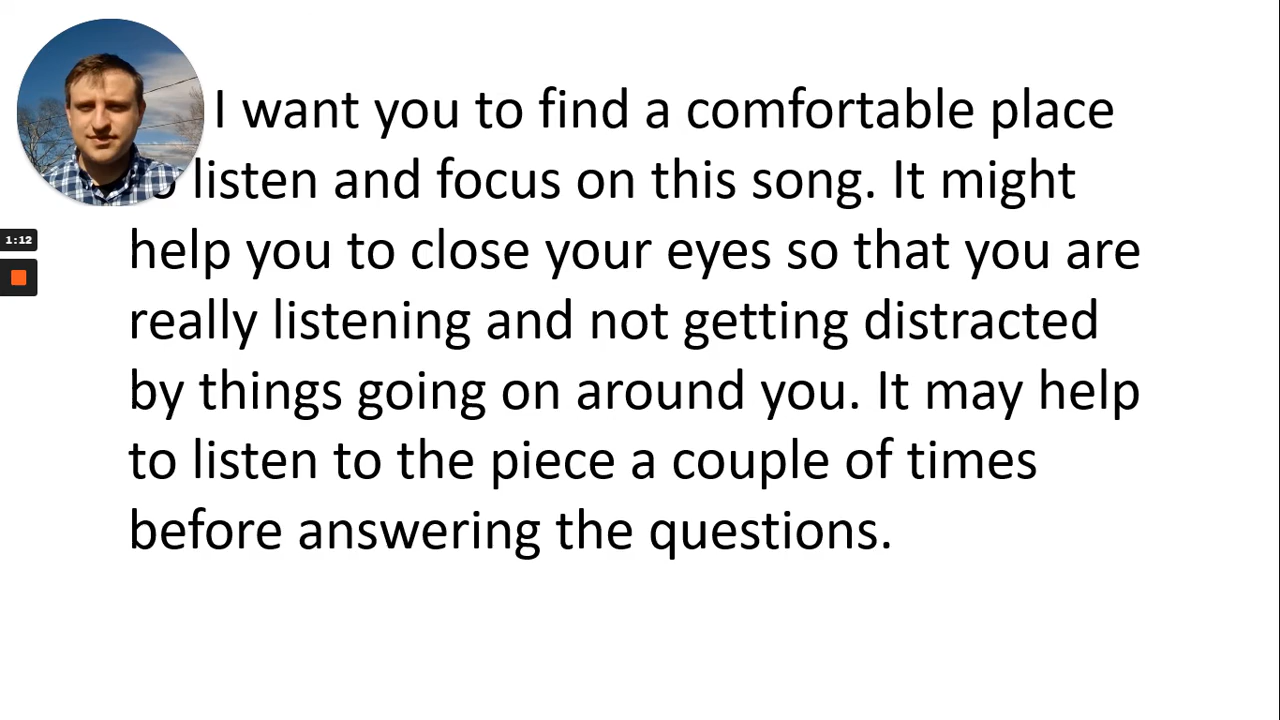 I want you to find a comfortable place
listen and focus on this song. It might
1:12
help you to close your eyes so that you are
really listening and not getting distracted
by things going on around you. It may help
to listen to the piece a couple of times
before answering the questions.